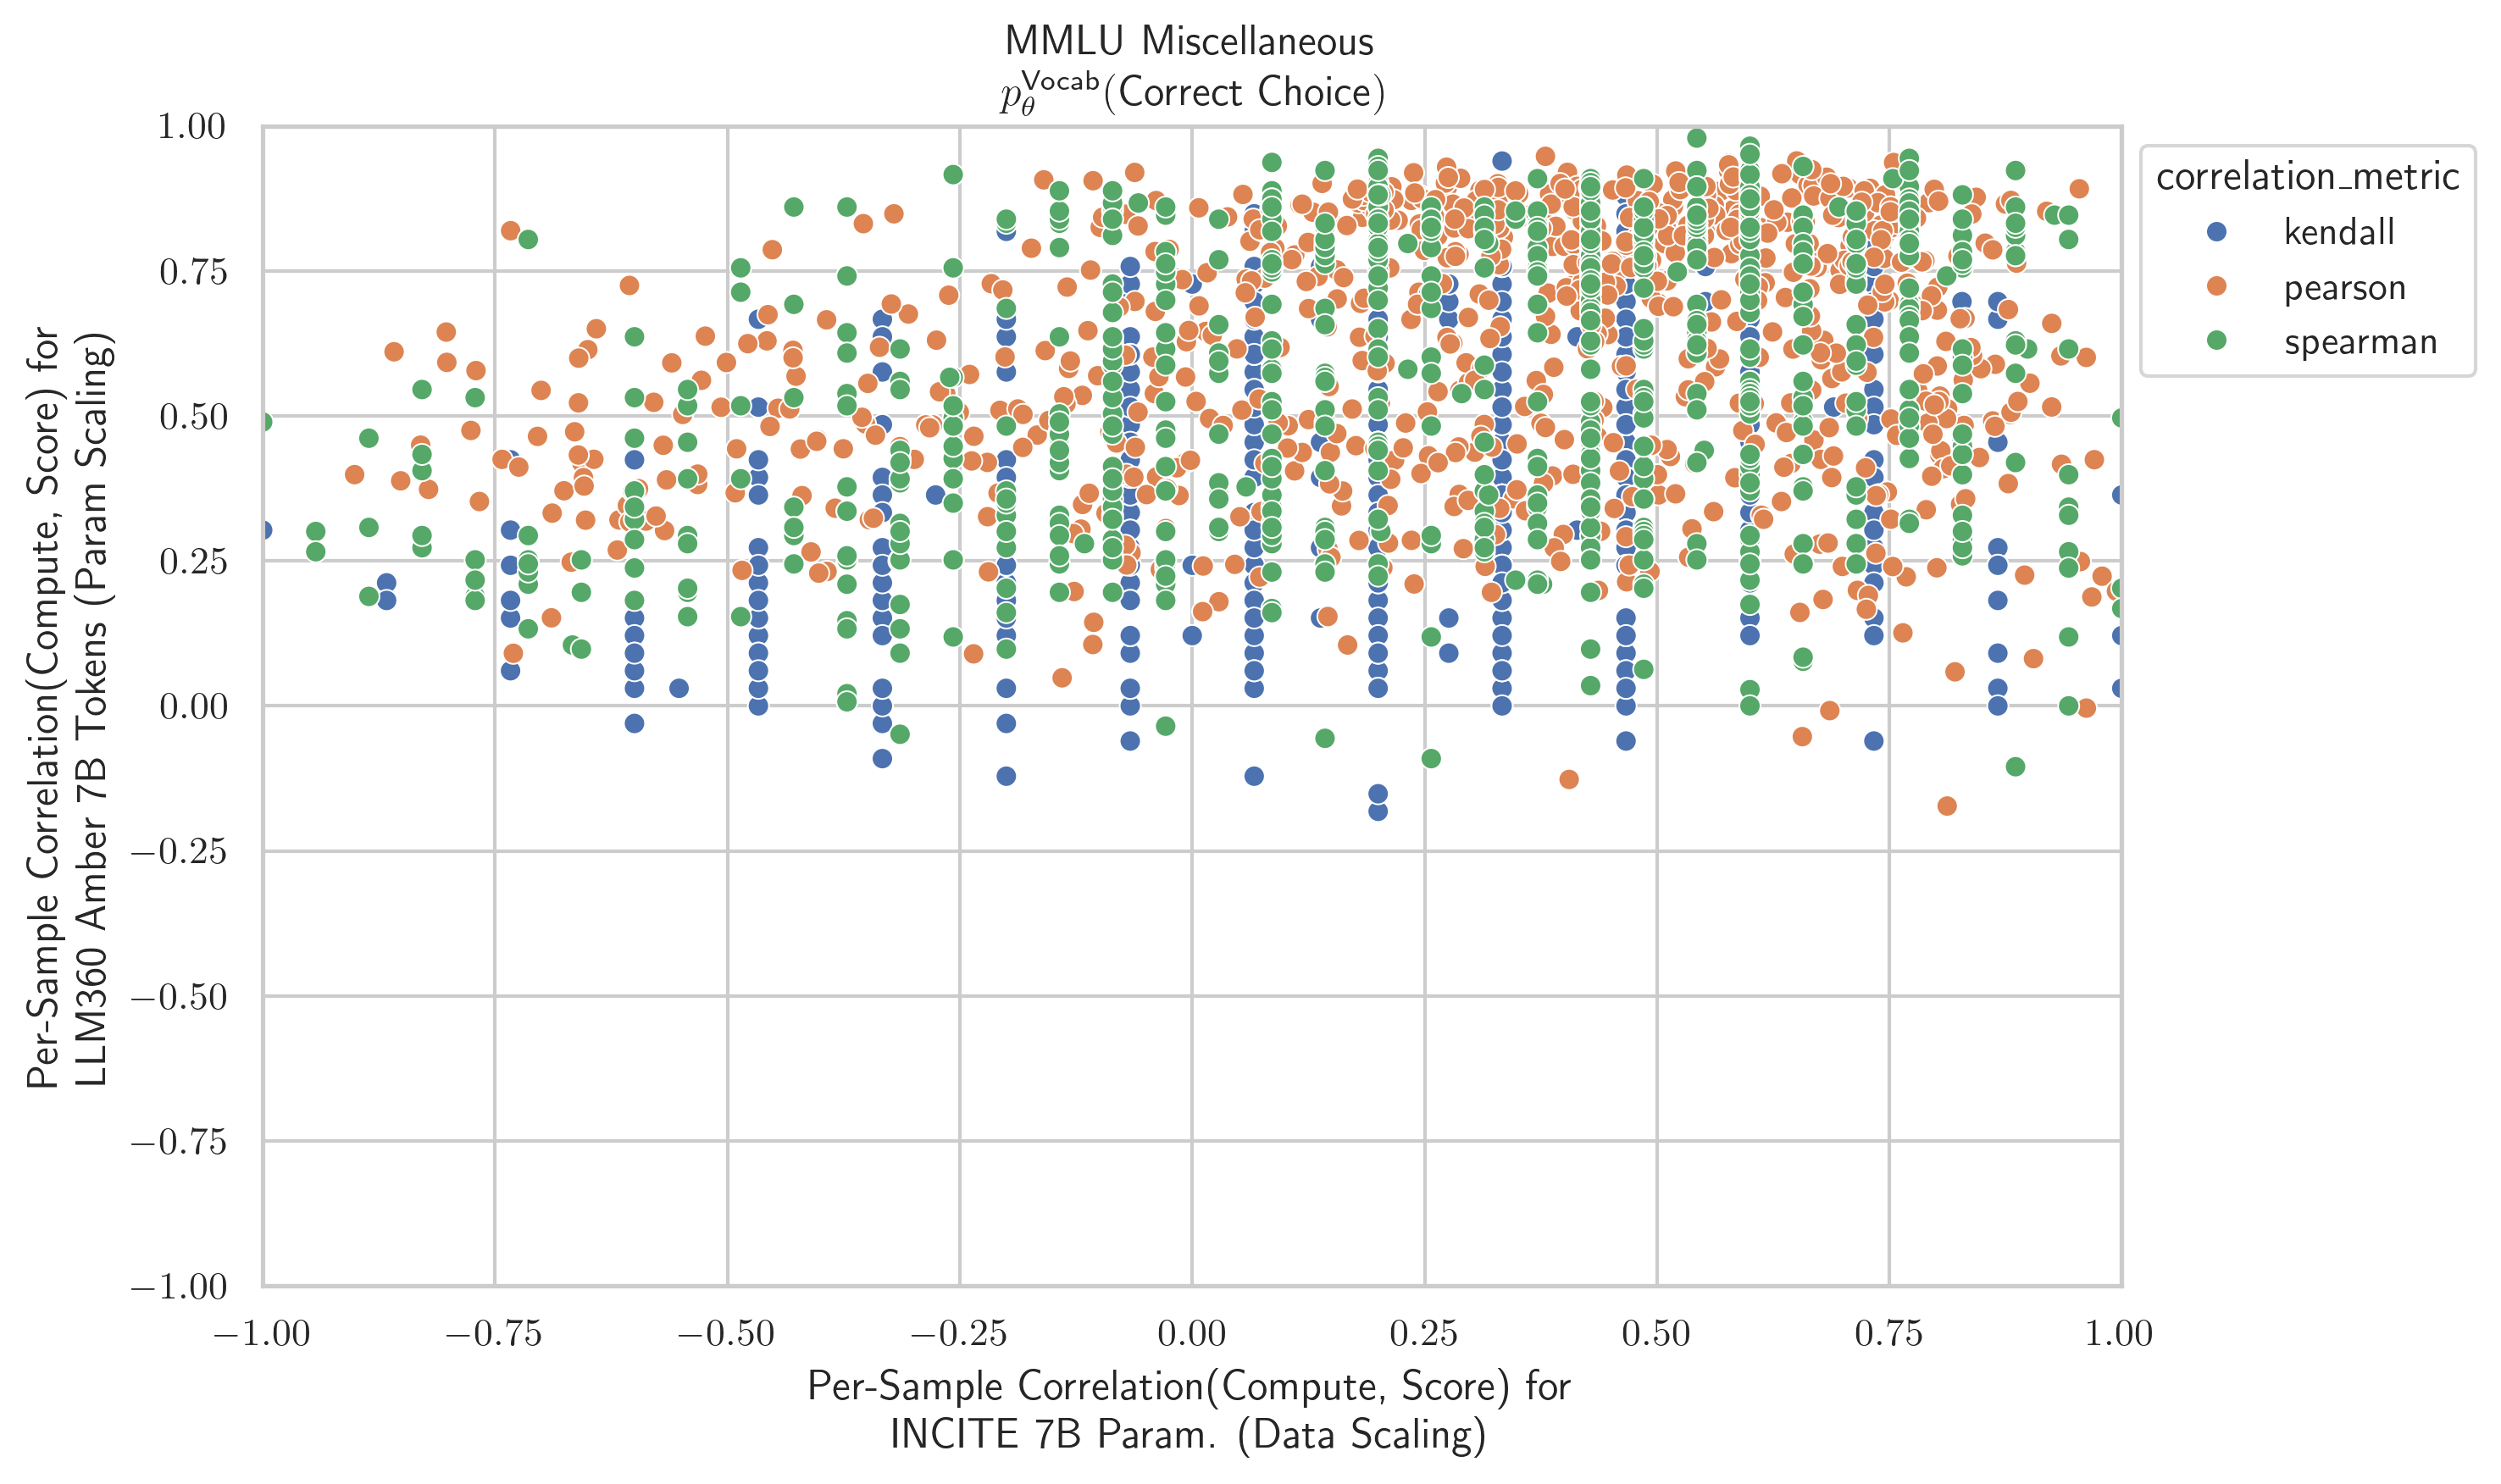 MMLU Miscellaneous
p_θ^Vocab(Correct Choice)
1.00
0.75
0.50
0.25
0.00
−0.25
−0.50
−0.75
−1.00
Per-Sample Correlation(Compute, Score) for
LLM360 Amber 7B Tokens (Param Scaling)
−1.00 −0.75 −0.50 −0.25 0.00 0.25 0.50 0.75 1.00
Per-Sample Correlation(Compute, Score) for
INCITE 7B Param. (Data Scaling)
correlation_metric
kendall
pearson
spearman